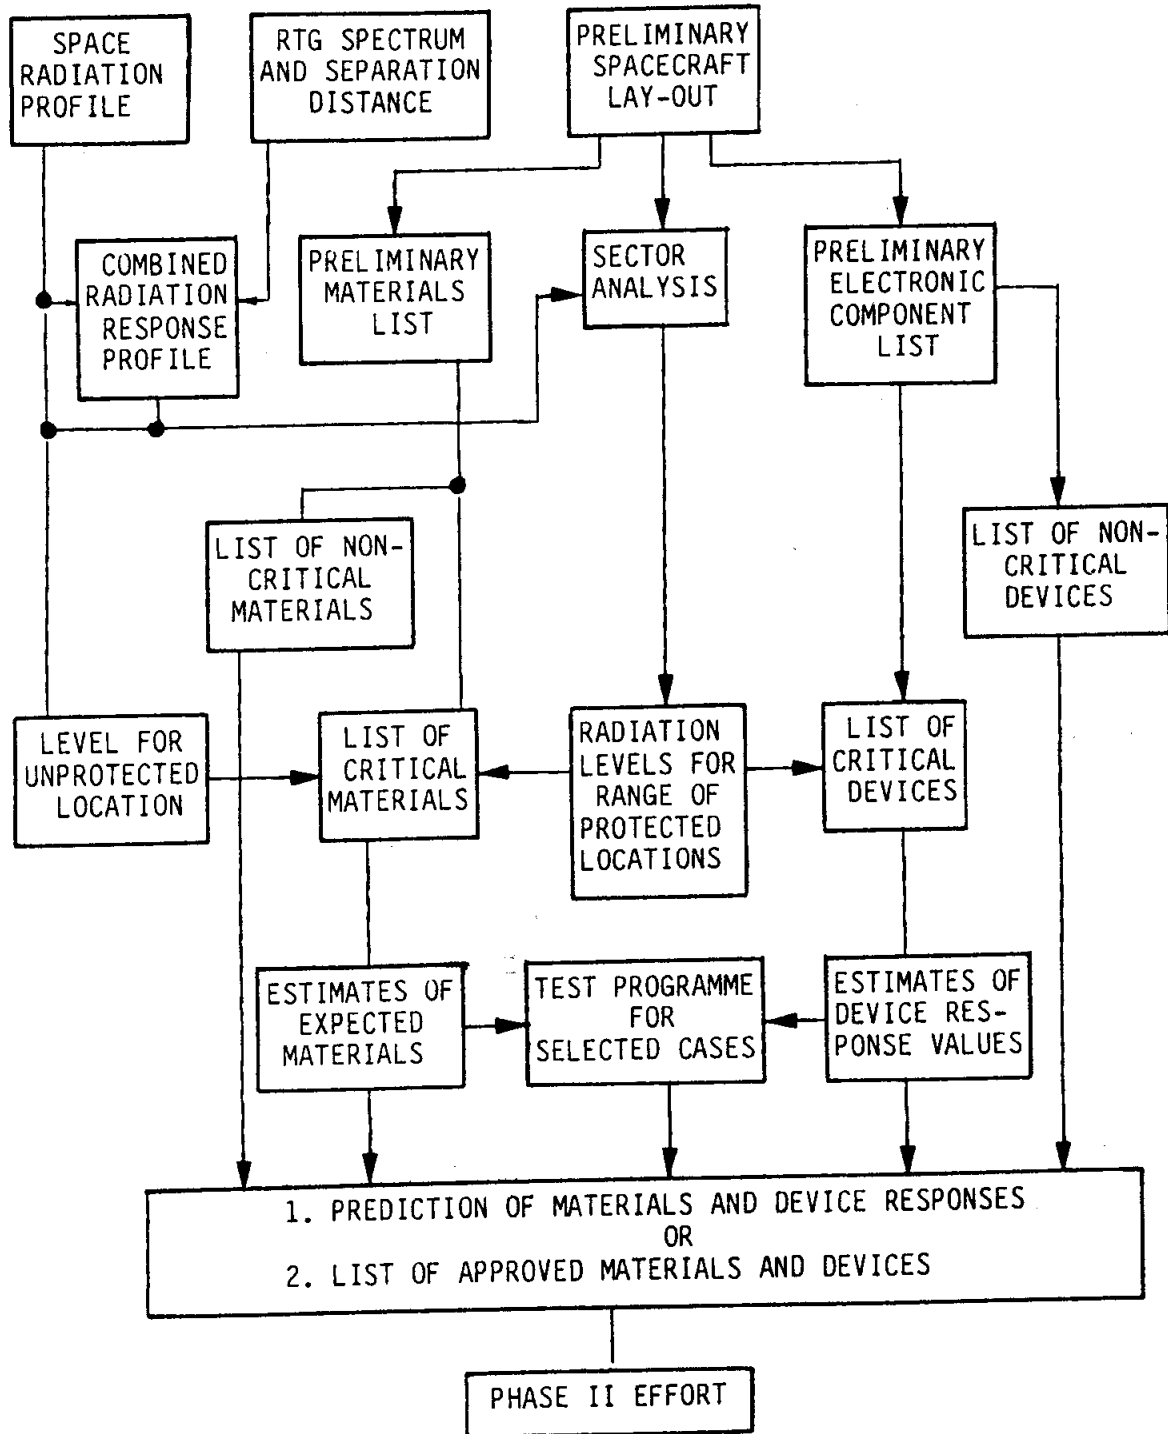 SPACE
RADIATION
PROFILE
RTG SPECTRUM
AND SEPARATION
DISTANCE
PRELIMINARY
SPACECRAFT
LAY-OUT
COMBINED
RADIATION
RESPONSE
PROFILE
PRELIMINARY
MATERIALS
LIST
SECTOR
ANALYSIS
PRELIMINARY
ELECTRONIC
COMPONENT
LIST
LIST OF NON-
CRITICAL
MATERIALS
LIST OF NON-
CRITICAL
DEVICES
LEVEL FOR
UNPROTECTED
LOCATION
LIST OF
CRITICAL
MATERIALS
RADIATION
LEVELS FOR
RANGE OF
PROTECTED
LOCATIONS
LIST OF
CRITICAL
DEVICES
ESTIMATES OF
EXPECTED
MATERIALS
TEST PROGRAMME
FOR
SELECTED CASES
ESTIMATES OF
DEVICE RES-
PONSE VALUES
1. PREDICTION OF MATERIALS AND DEVICE RESPONSES
OR
2. LIST OF APPROVED MATERIALS AND DEVICES
PHASE II EFFORT